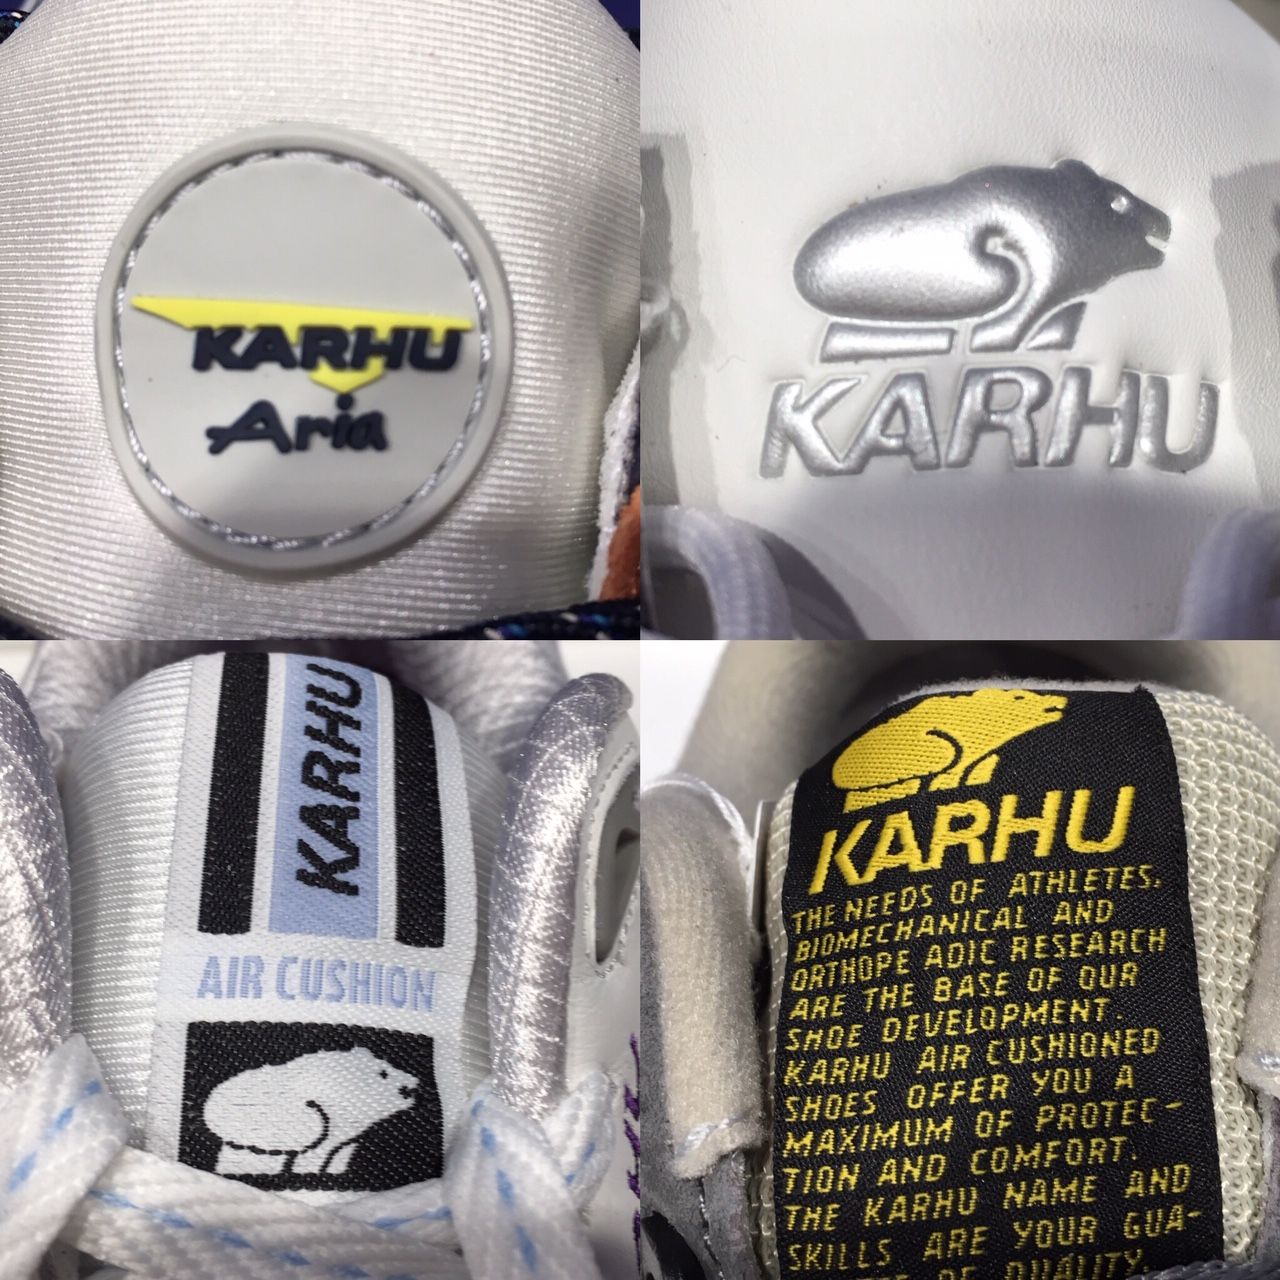 KARHU
Aria
KARHU
KARHU
AIR CUSHION
KARHU
THE NEEDS OF ATHLETES,
BIOMECHANICAL AND
ORTHOPE ADIC RESEARCH
ARE THE BASE OF OUR
SHOE DEVELOPMENT.
KARHU AIR CUSHIONED
SHOES OFFER YOU A
MAXIMUM OF PROTEC-
TION AND COMFORT.
THE KARHU NAME AND
SKILLS ARE YOUR GUA-
OF QUALITY.